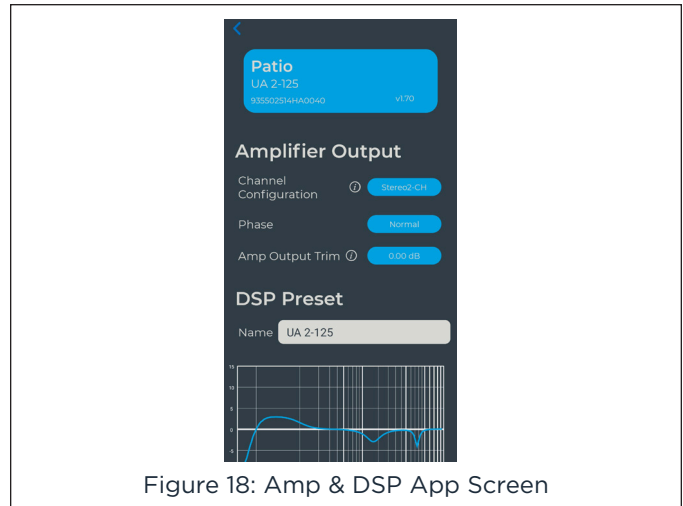 Patio
UA 2-125
935502514HA0040 v1.70
Amplifier Output
Channel
Configuration i Stereo2-CH
Phase Normal
Amp Output Trim i 0.00 dB
DSP Preset
Name UA 2-125
15
10
5
0
-5
Figure 18: Amp & DSP App Screen